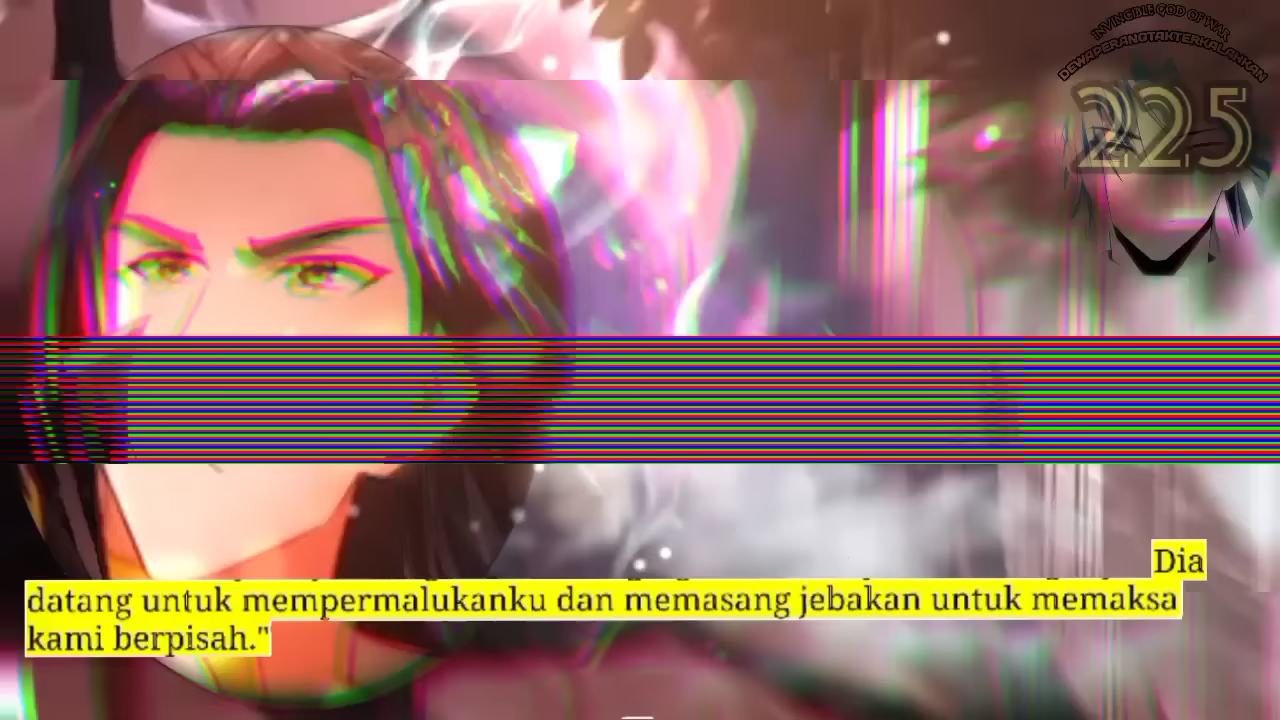 INVINCIBLE GOD OF WAR
DEWAPERANGTAKTERKALAHKAN
225
Dia
datang untuk mempermalukanku dan memasang jebakan untuk memaksa
kami berpisah."